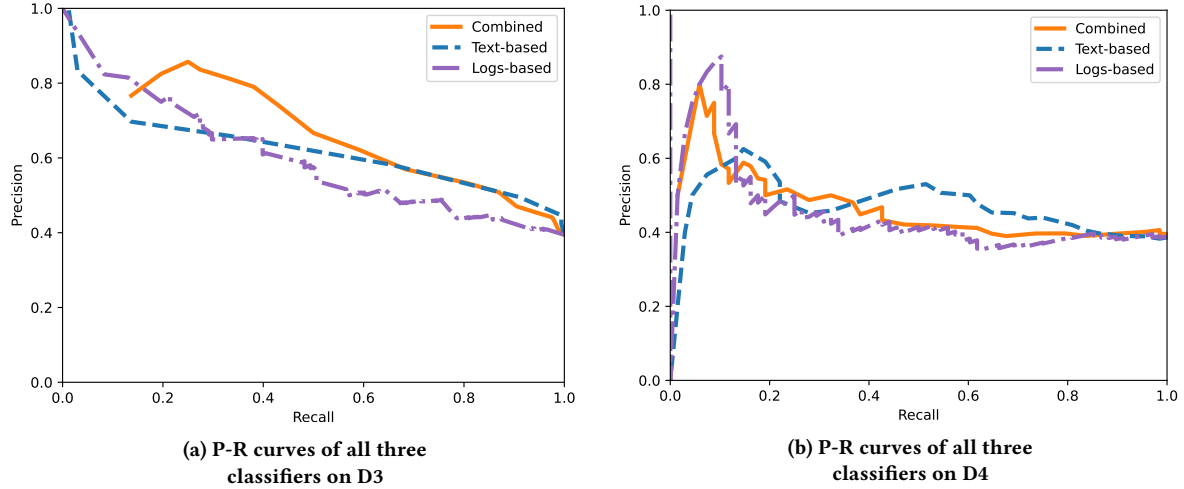 1.0
0.8
0.6
0.4
0.2
0.0
Precision
0.0 0.2 0.4 0.6 0.8 1.0
Recall
Combined
Text-based
Logs-based
(a) P-R curves of all three
classifiers on D3
1.0
0.8
0.6
0.4
0.2
0.0
Precision
0.0 0.2 0.4 0.6 0.8 1.0
Recall
Combined
Text-based
Logs-based
(b) P-R curves of all three
classifiers on D4